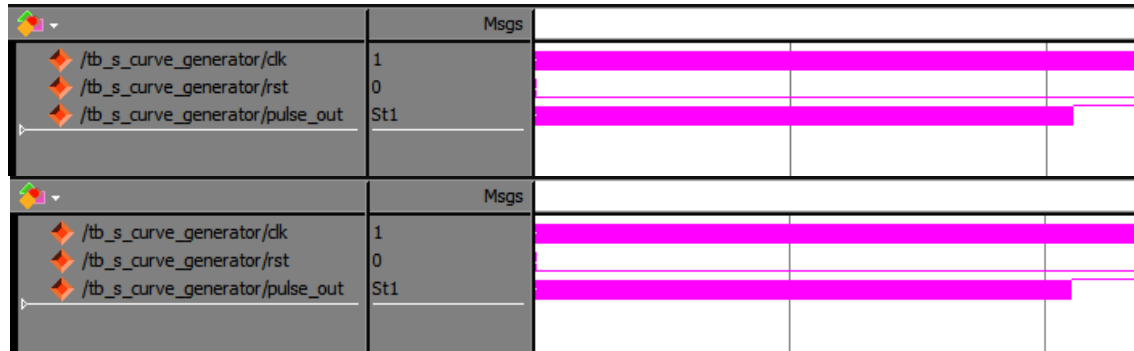 Msgs
/tb_s_curve_generator/clk 1
/tb_s_curve_generator/rst 0
/tb_s_curve_generator/pulse_out St1
Msgs
/tb_s_curve_generator/clk 1
/tb_s_curve_generator/rst 0
/tb_s_curve_generator/pulse_out St1